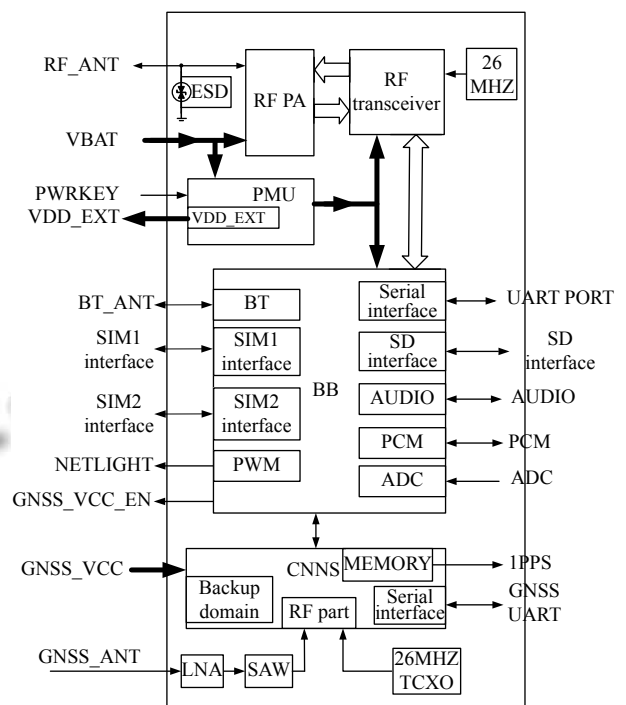 RF_ANT
ESD
RF PA
RF
transceiver
26
MHZ
VBAT
PWRKEY
PMU
VDD_EXT
VDD_EXT
BT_ANT
BT
Serial
interface
UART PORT
SIM1
interface
SIM1
interface
SD
interface
SD
interface
BB
SIM2
interface
SIM2
interface
AUDIO
AUDIO
PCM
PCM
NETLIGHT
PWM
ADC
ADC
GNSS_VCC_EN
GNSS_VCC
CNNS
MEMORY
1PPS
Backup
domain
RF part
Serial
interface
GNSS
UART
GNSS_ANT
LNA
SAW
26MHZ
TCXO